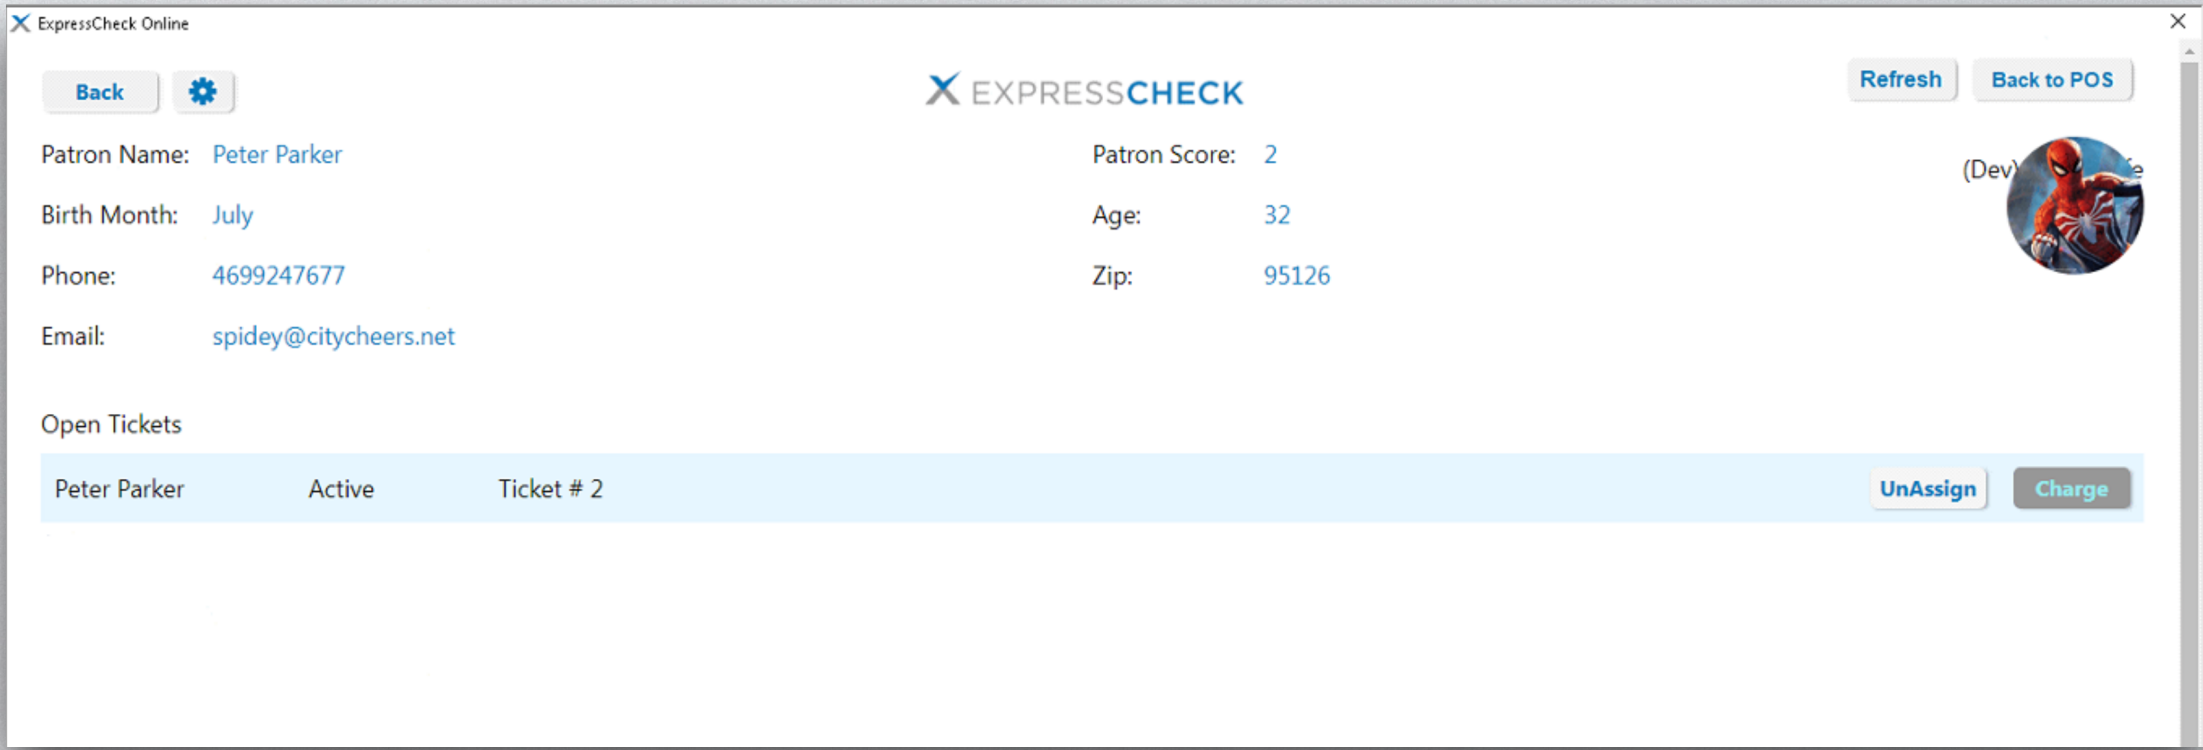 ExpressCheck Online
Back
EXPRESSCHECK
Refresh
Back to POS
Patron Name: Peter Parker
Patron Score: 2
(Dev)
Birth Month: July
Age: 32
Phone: 4699247677
Zip: 95126
Email: spidey@citycheers.net
Open Tickets
Peter Parker Active Ticket # 2 UnAssign Charge